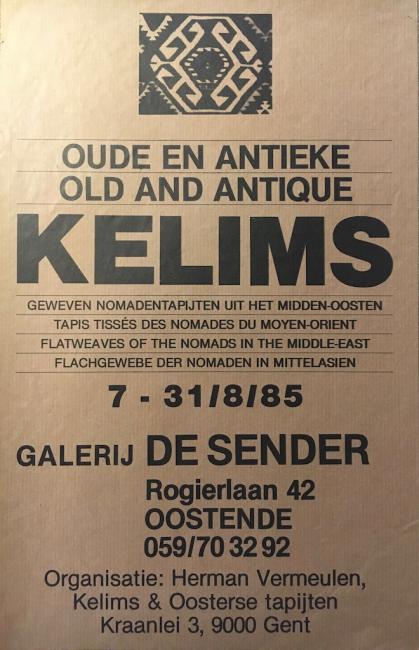 OUDE EN ANTIEKE
OLD AND ANTIQUE
KELIMS
GEWEVEN NOMADENTAPIJTEN UIT HET MIDDEN-OOSTEN
TAPIS TISSÉS DES NOMADES DU MOYEN-ORIENT
FLATWEAVES OF THE NOMADS IN THE MIDDLE-EAST
FLACHGEWEBE DER NOMADEN IN MITTELASIEN
7 - 31/8/85
GALERIJ DE SENDER
Rogierlaan 42
OOSTENDE
059/70 32 92
Organisatie: Herman Vermeulen,
Kelims & Oosterse tapijten
Kraanlei 3, 9000 Gent